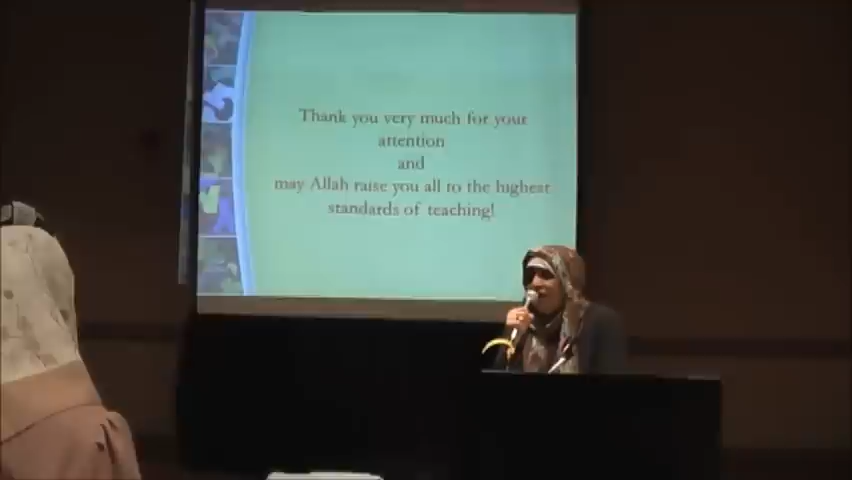 Thank you very much for your
attention
and
may Allah raise you all to the highest
standards of teaching!